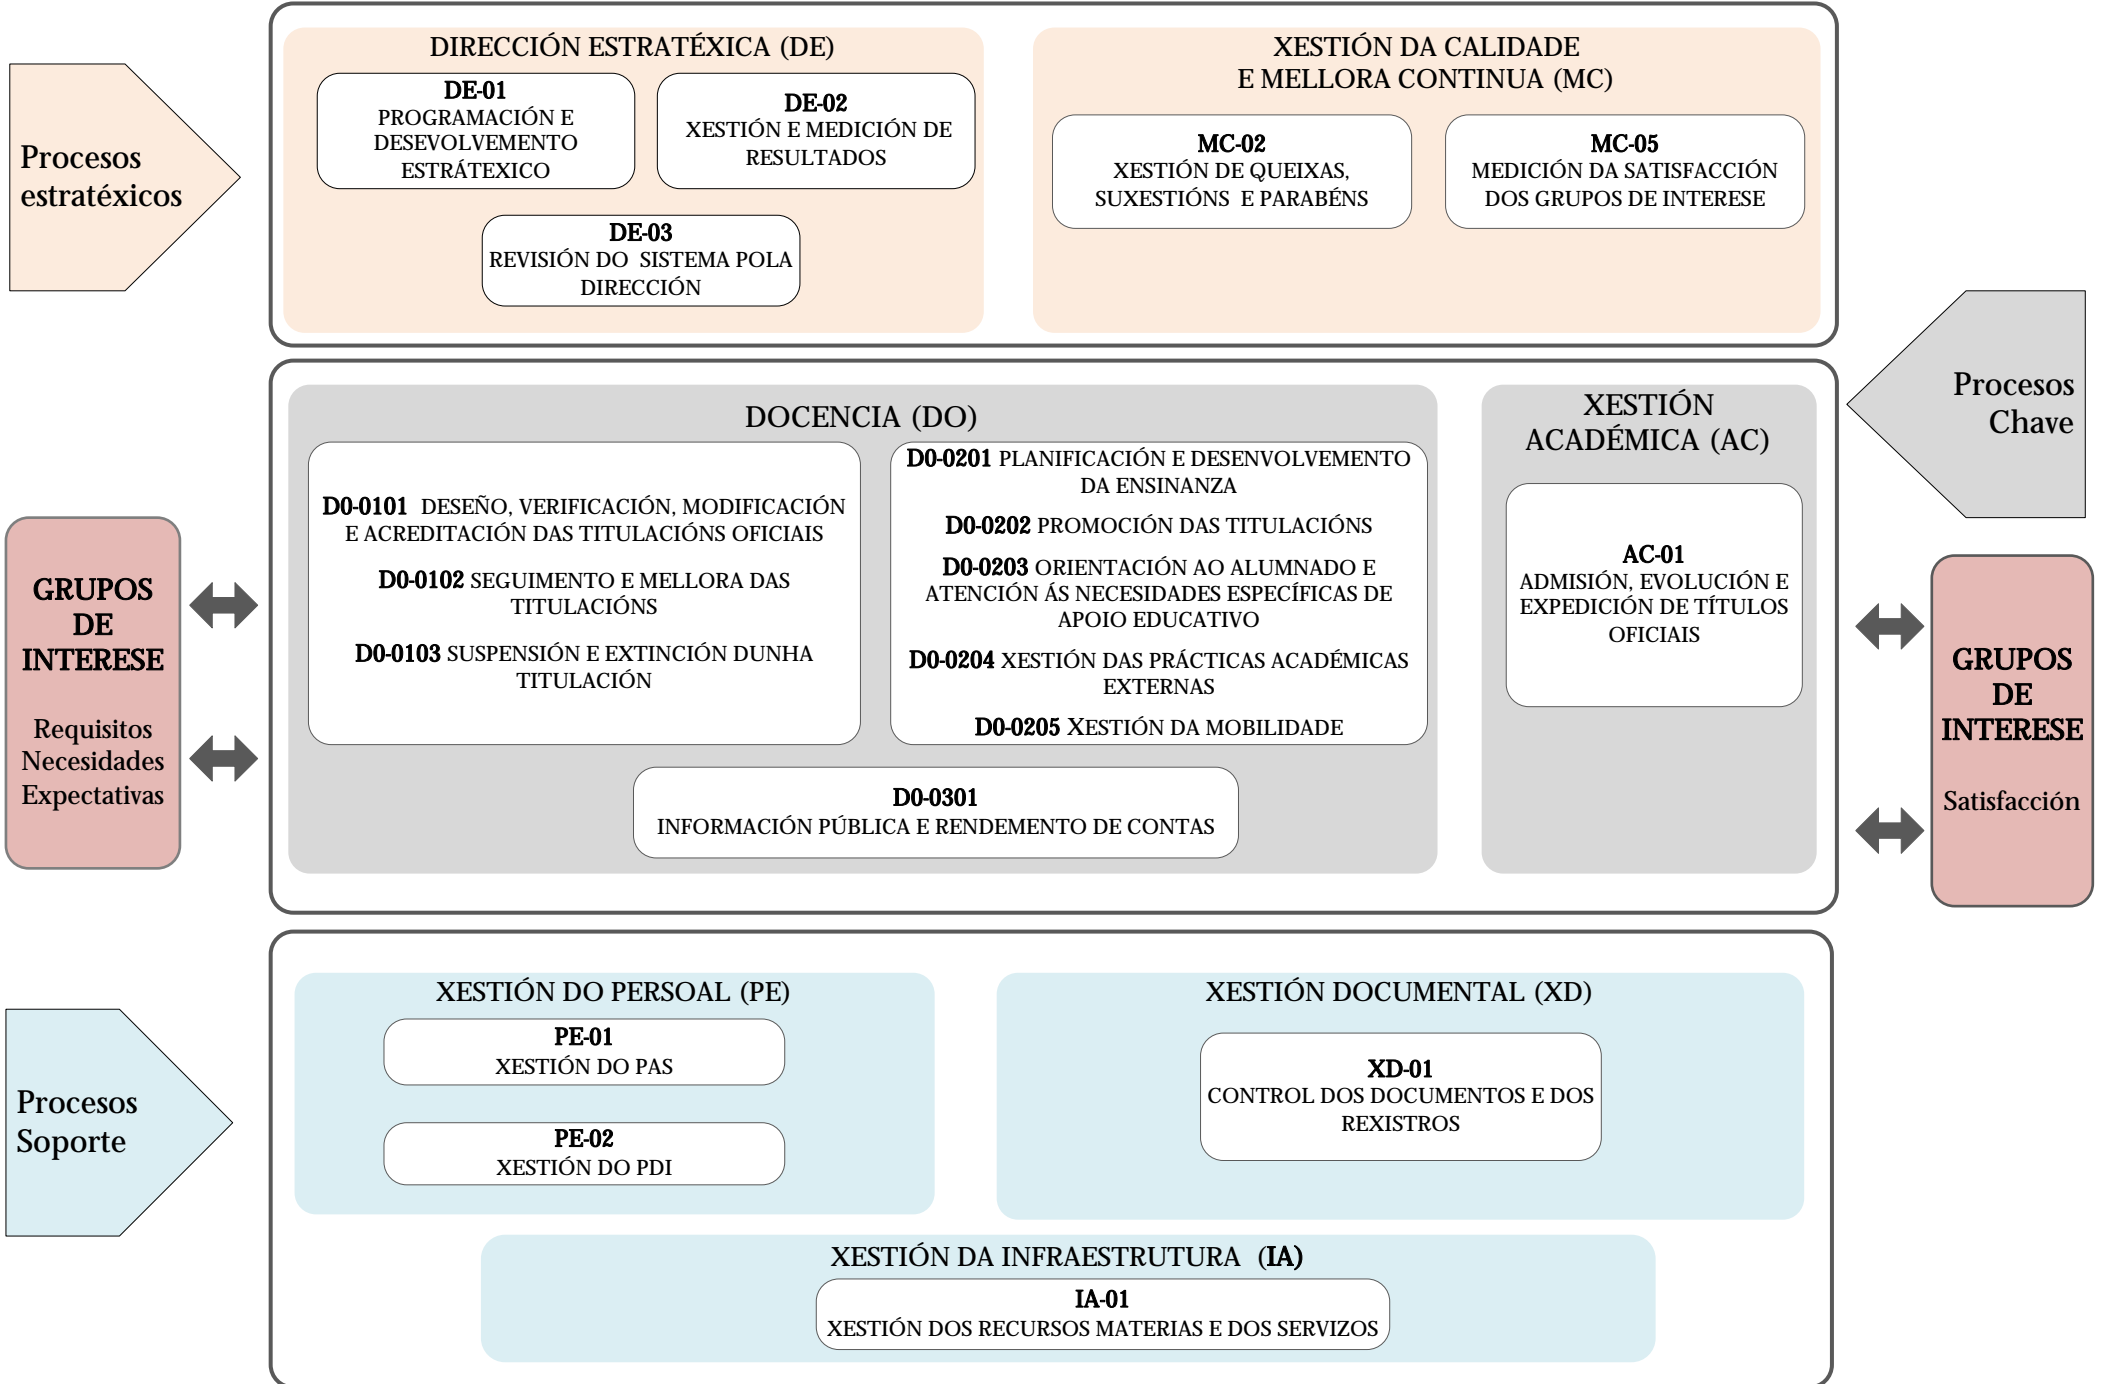 DIRECCIÓN ESTRATÉXICA (DE)
DE-01
PROGRAMACIÓN E
DESEVOLVEMENTO
ESTRÁTEXICO
DE-02
XESTIÓN E MEDICIÓN DE
RESULTADOS
DE-03
REVISIÓN DO SISTEMA POLA
DIRECCIÓN
XESTIÓN DA CALIDADE
E MELLORA CONTINUA (MC)
MC-02
XESTIÓN DE QUEIXAS,
SUXESTIÓNS E PARABÉNS
MC-05
MEDICIÓN DA SATISFACCIÓN
DOS GRUPOS DE INTERESE
Procesos
estratéxicos
Procesos
Chave
DOCENCIA (DO)
D0-0101 DESEÑO, VERIFICACIÓN, MODIFICACIÓN
E ACREDITACIÓN DAS TITULACIÓNS OFICIAIS
D0-0102 SEGUIMENTO E MELLORA DAS
TITULACIÓNS
D0-0103 SUSPENSIÓN E EXTINCIÓN DUNHA
TITULACIÓN
D0-0201 PLANIFICACIÓN E DESENVOLVEMENTO
DA ENSINANZA
D0-0202 PROMOCIÓN DAS TITULACIÓNS
D0-0203 ORIENTACIÓN AO ALUMNADO E
ATENCIÓN ÁS NECESIDADES ESPECÍFICAS DE
APOIO EDUCATIVO
D0-0204 XESTIÓN DAS PRÁCTICAS ACADÉMICAS
EXTERNAS
D0-0205 XESTIÓN DA MOBILIDADE
D0-0301
INFORMACIÓN PÚBLICA E RENDEMENTO DE CONTAS
XESTIÓN
ACADÉMICA (AC)
AC-01
ADMISIÓN, EVOLUCIÓN E
EXPEDICIÓN DE TÍTULOS
OFICIAIS
GRUPOS
DE
INTERESE
Requisitos
Necesidades
Expectativas
GRUPOS
DE
INTERESE
Satisfacción
Procesos
Soporte
XESTIÓN DO PERSOAL (PE)
PE-01
XESTIÓN DO PAS
PE-02
XESTIÓN DO PDI
XESTIÓN DOCUMENTAL (XD)
XD-01
CONTROL DOS DOCUMENTOS E DOS
REXISTROS
XESTIÓN DA INFRAESTRUTURA (IA)
IA-01
XESTIÓN DOS RECURSOS MATERIAS E DOS SERVIZOS